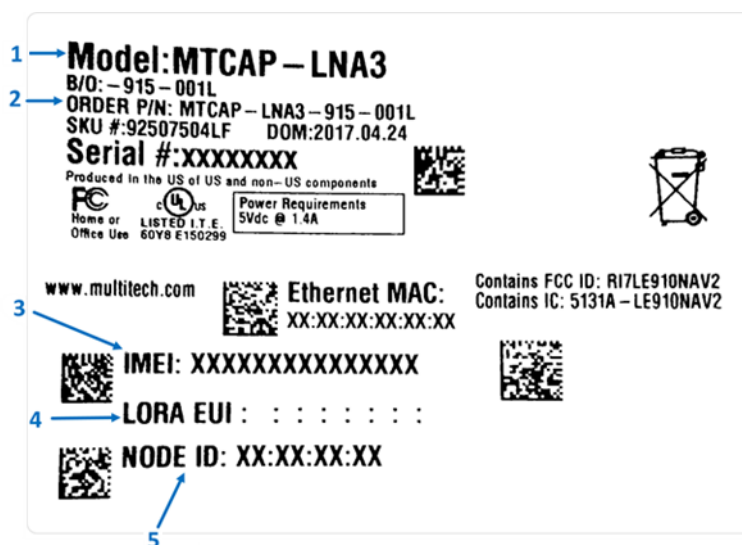 1
Model:MTCAP-LNA3
B/O:-915-001L
2
ORDER P/N: MTCAP-LNA3-915-001L
SKU #:92507504LF DOM:2017.04.24
Serial #:XXXXXXXX
Produced in the US of US and non-US components
FC
Home or
Office Use
C UL US
LISTED I.T.E.
60Y8 E150299
Power Requirements
5Vdc @ 1.4A
www.multitech.com
Ethernet MAC:
XX:XX:XX:XX:XX:XX
Contains FCC ID: RI7LE910NAV2
Contains IC: 5131A-LE910NAV2
3
IMEI: XXXXXXXXXXXXXXX
4
LORA EUI : : : : : : : :
NODE ID: XX:XX:XX:XX
5